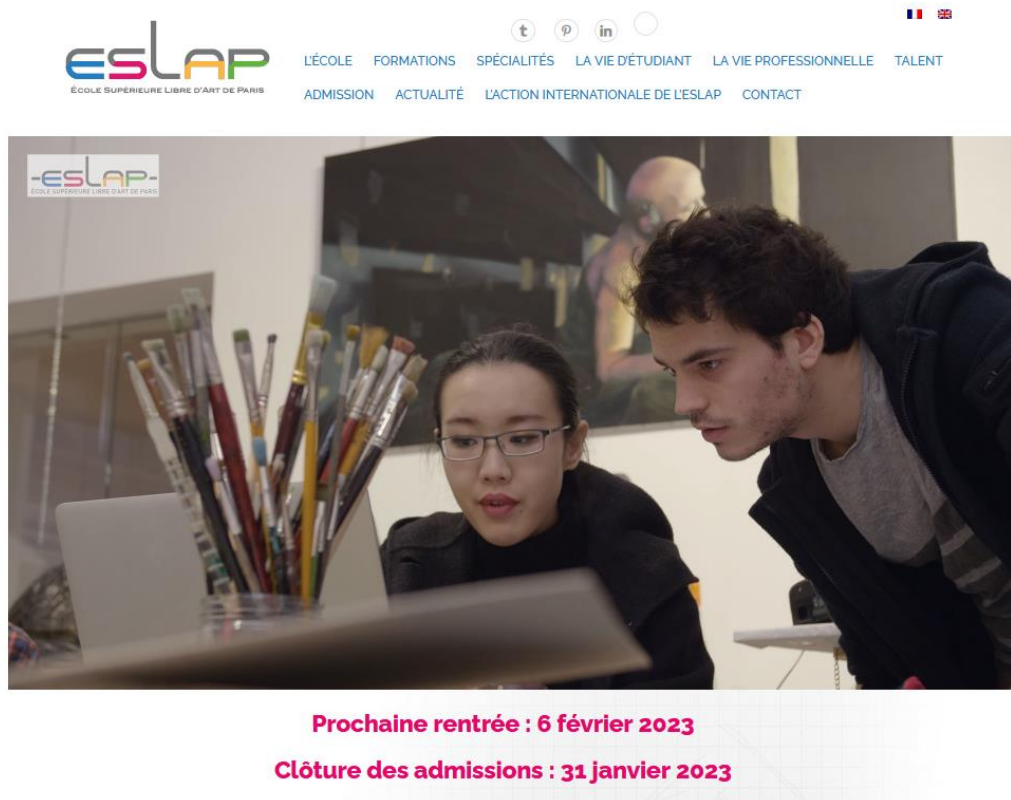 eslap
École Supérieure Libre d'Art de Paris
L'ÉCOLE FORMATIONS SPÉCIALITÉS LA VIE D'ÉTUDIANT LA VIE PROFESSIONNELLE TALENT
ADMISSION ACTUALITÉ L'ACTION INTERNATIONALE DE L'ESLAP CONTACT
-eslap-
ÉCOLE SUPÉRIEURE LIBRE D'ART DE PARIS
Prochaine rentrée : 6 février 2023
Clôture des admissions : 31 janvier 2023